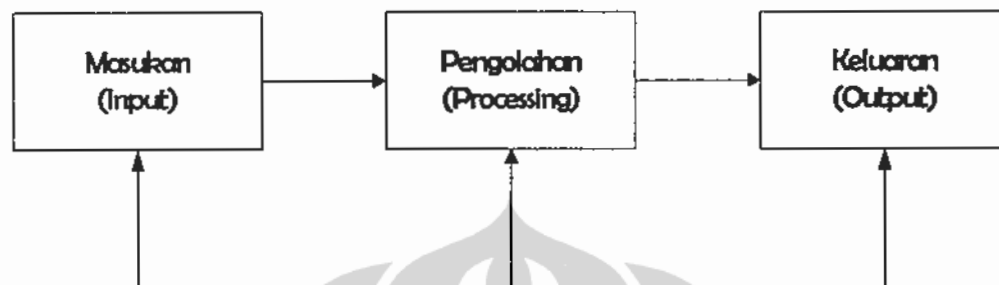 Masukan
(Input)
Pengolahan
(Processing)
Keluaran
(Output)